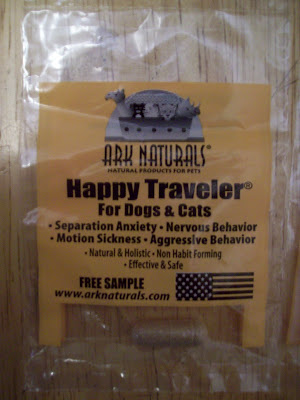 ARK NATURALS®
NATURAL PRODUCTS FOR PETS
Happy Traveler®
For Dogs & Cats
• Separation Anxiety • Nervous Behavior
• Motion Sickness • Aggressive Behavior
• Natural & Holistic • Non Habit Forming
• Effective & Safe
FREE SAMPLE
www.arknaturals.com